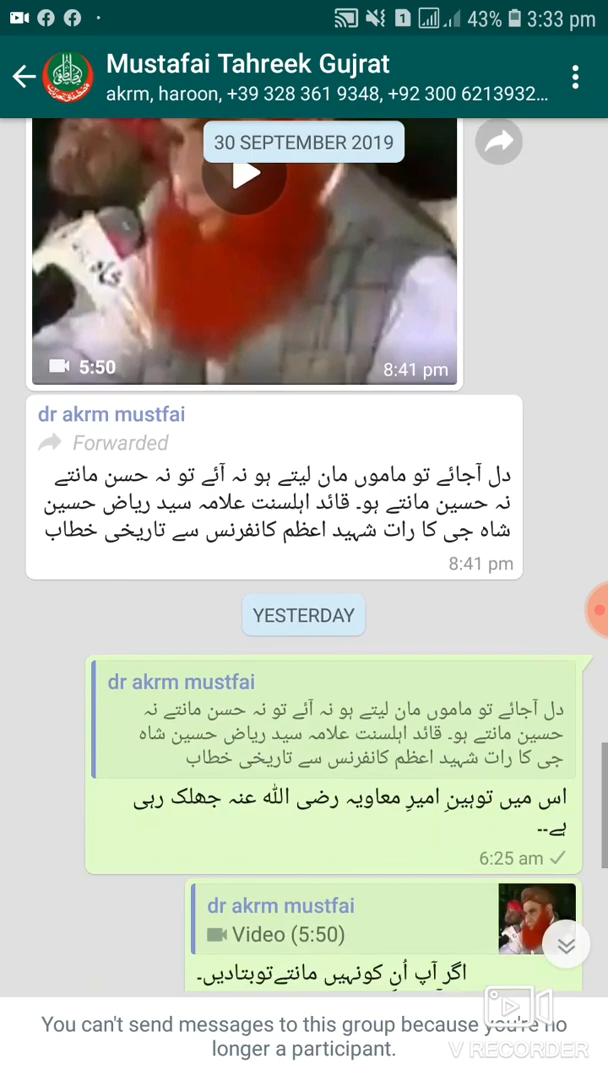 43% 3:33 pm
Mustafai Tahreek Gujrat
akrm, haroon, +39 328 361 9348, +92 300 6213932...
30 SEPTEMBER 2019
5:50
8:41 pm
dr akrm mustfai
Forwarded
دل آجائے تو ماموں مان لیتے ہو نہ آئے تو نہ حسن مانتے
نہ حسین مانتے ہو۔ قائد اہلسنت علامہ سید ریاض حسین
شاہ جی کا رات شہید اعظم کانفرنس سے تاریخی خطاب
8:41 pm
YESTERDAY
dr akrm mustfai
دل آجائے تو ماموں مان لیتے ہو نہ آئے تو نہ حسن مانتے نہ
حسین مانتے ہو۔ قائد اہلسنت علامہ سید ریاض حسین شاہ
جی کا رات شہید اعظم کانفرنس سے تاریخی خطاب
اس میں توہینِ امیرِ معاویہ رضی اللہ عنہ جھلک رہی
ہے۔۔
6:25 am
dr akrm mustfai
Video (5:50)
اگر آپ اُن کونہیں مانتےتوبتادیں۔
You can't send messages to this group because you're no
longer a participant.
V RECORDER